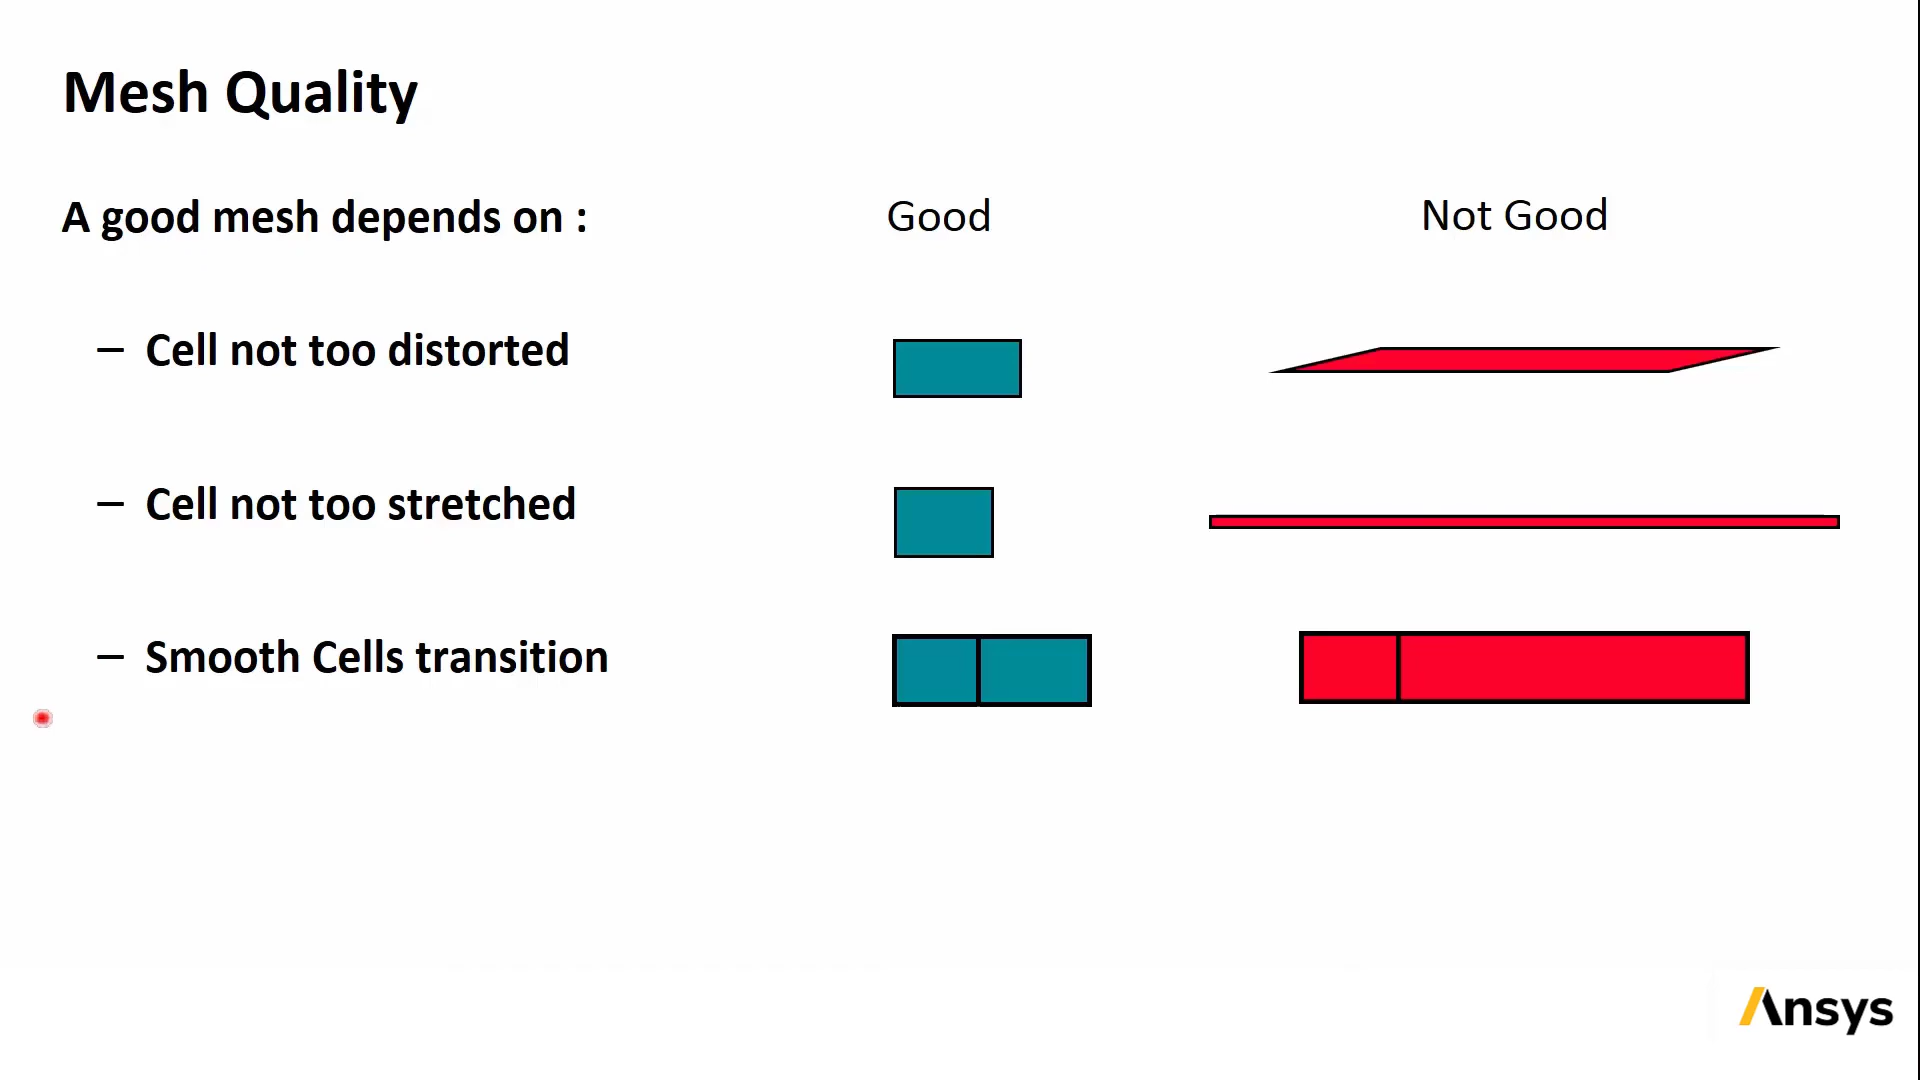 Mesh Quality
A good mesh depends on :
Good
Not Good
– Cell not too distorted
– Cell not too stretched
– Smooth Cells transition
Ansys